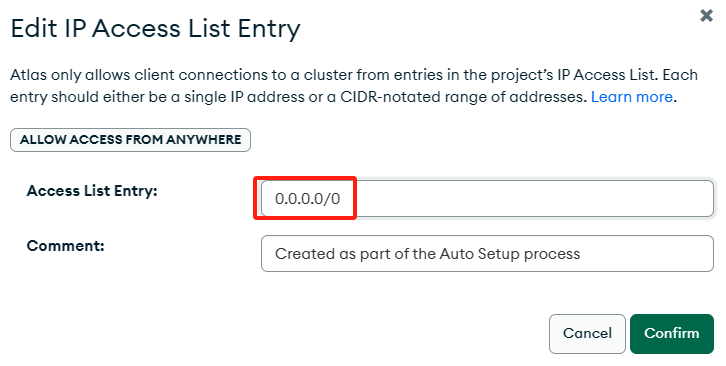 Edit IP Access List Entry
Atlas only allows client connections to a cluster from entries in the project’s IP Access List. Each
entry should either be a single IP address or a CIDR-notated range of addresses. Learn more.
ALLOW ACCESS FROM ANYWHERE
Access List Entry:
0.0.0.0/0
Comment:
Created as part of the Auto Setup process
Cancel
Confirm